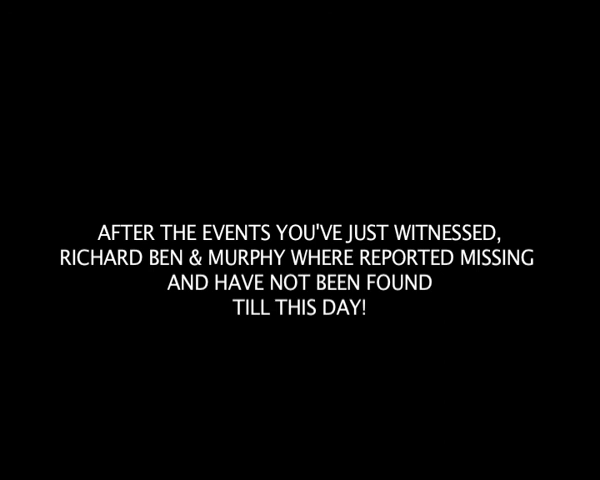 AFTER THE EVENTS YOU'VE JUST WITNESSED,
RICHARD BEN & MURPHY WHERE REPORTED MISSING
AND HAVE NOT BEEN FOUND
TILL THIS DAY!